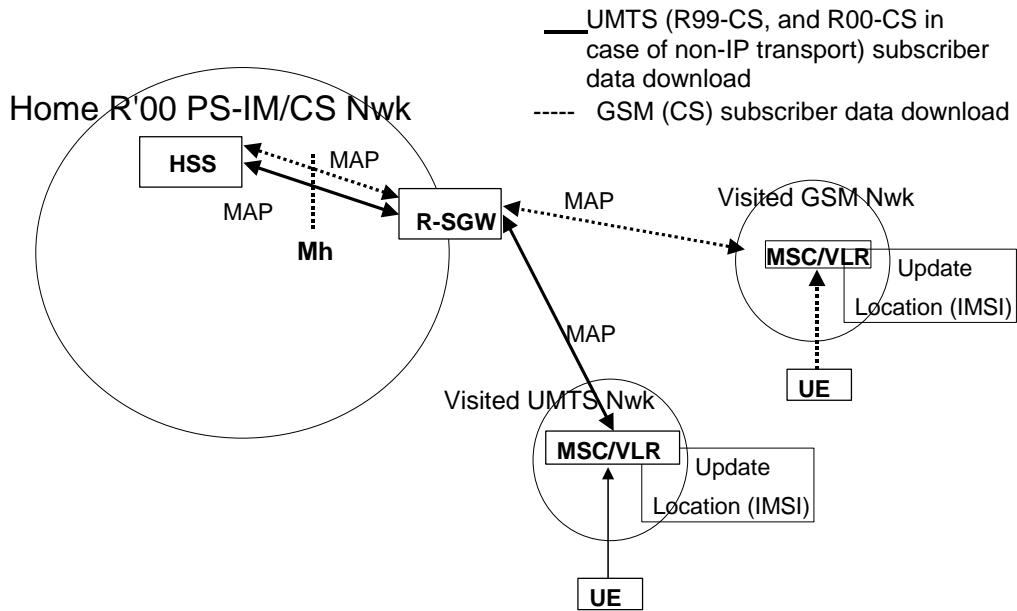 UMTS (R99-CS, and R00-CS in
case of non-IP transport) subscriber
data download
GSM (CS) subscriber data download
Home R'00 PS-IM/CS Nwk
HSS
MAP
MAP
Mh
R-SGW
MAP
Visited GSM Nwk
MSC/VLR
Update
Location (IMSI)
UE
MAP
Visited UMTS Nwk
MSC/VLR
Update
Location (IMSI)
UE